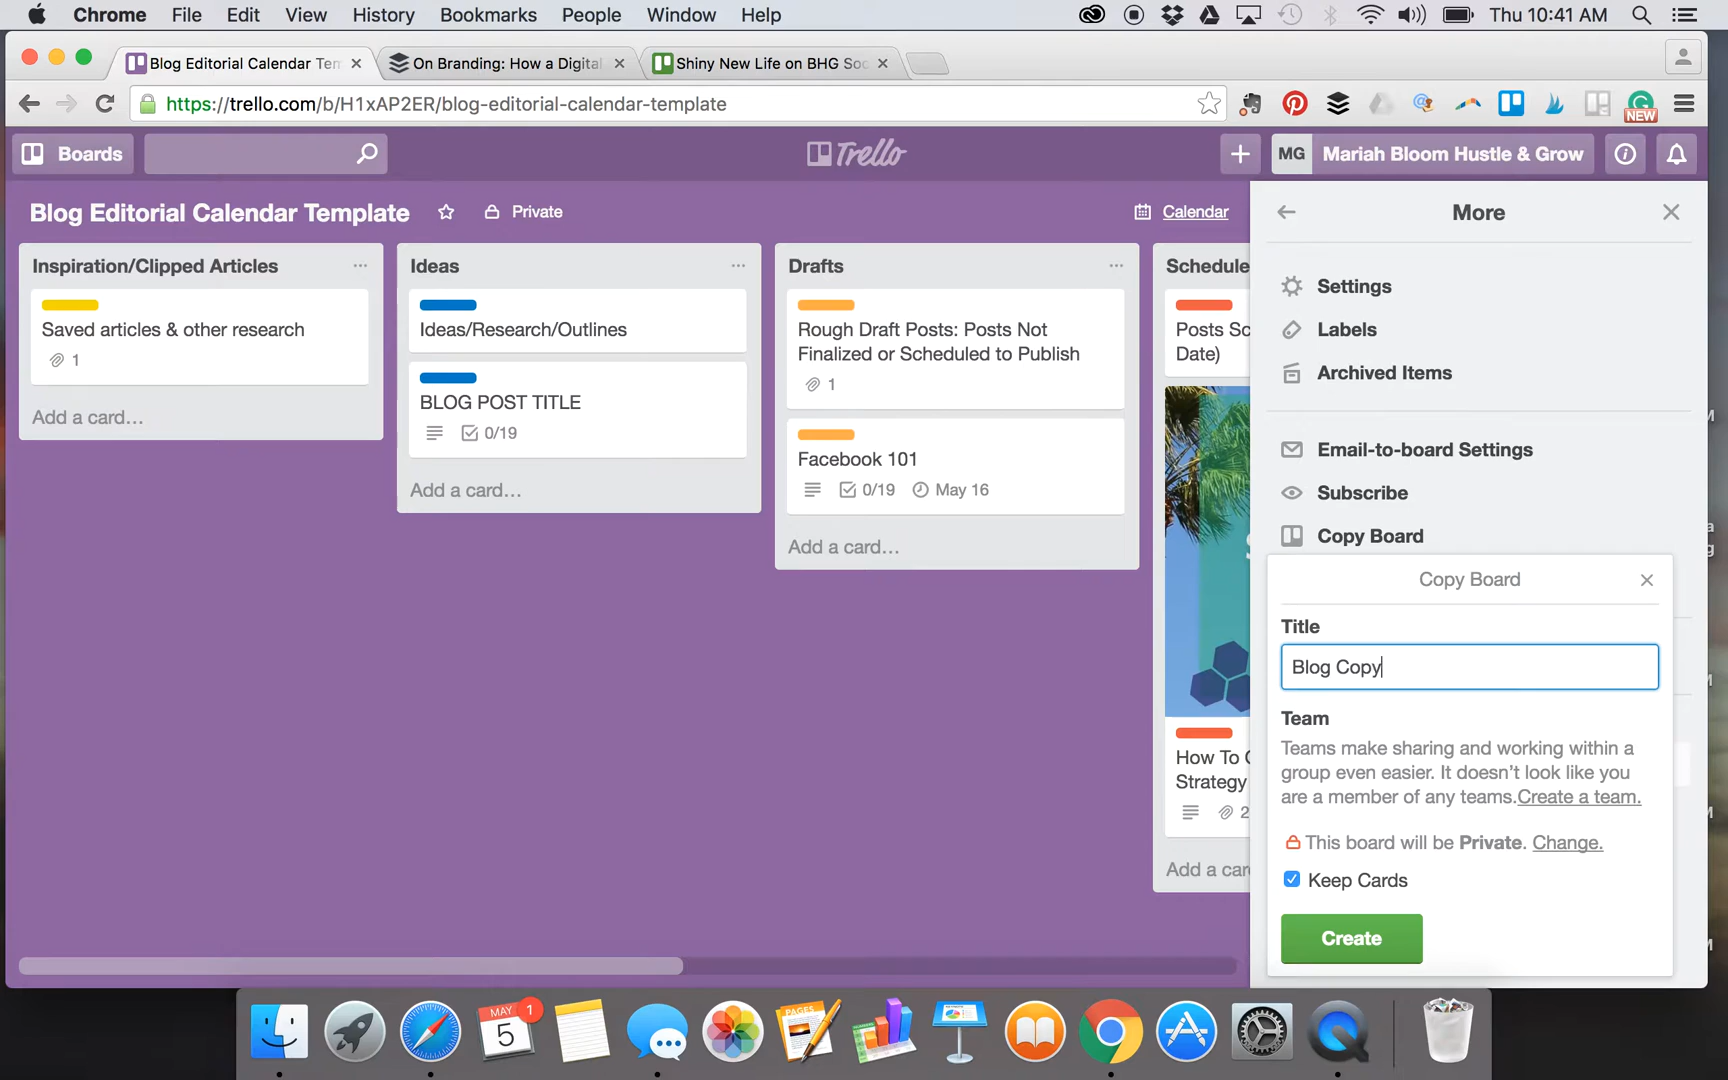 Chrome File Edit View History Bookmarks People Window Help Thu 10:41 AM
Blog Editorial Calendar Tem
On Branding: How a Digital
Shiny New Life on BHG Soc
https://trello.com/b/H1xAP2ER/blog-editorial-calendar-template
NEW
Boards
Trello
MG Mariah Bloom Hustle & Grow
Blog Editorial Calendar Template
Private
Calendar
More
Inspiration/Clipped Articles
Saved articles & other research
1
Add a card...
Ideas
Ideas/Research/Outlines
BLOG POST TITLE
0/19
Add a card...
Drafts
Rough Draft Posts: Posts Not
Finalized or Scheduled to Publish
1
Facebook 101
0/19 May 16
Add a card...
Schedule
Posts Sc
Date)
S
How To C
Strategy
2
Add a car
Settings
Labels
Archived Items
Email-to-board Settings
Subscribe
Copy Board
Copy Board
Title
Blog Copy
Team
Teams make sharing and working within a
group even easier. It doesn't look like you
are a member of any teams.Create a team.
This board will be Private. Change.
Keep Cards
Create
MAY
5
1
PAGES